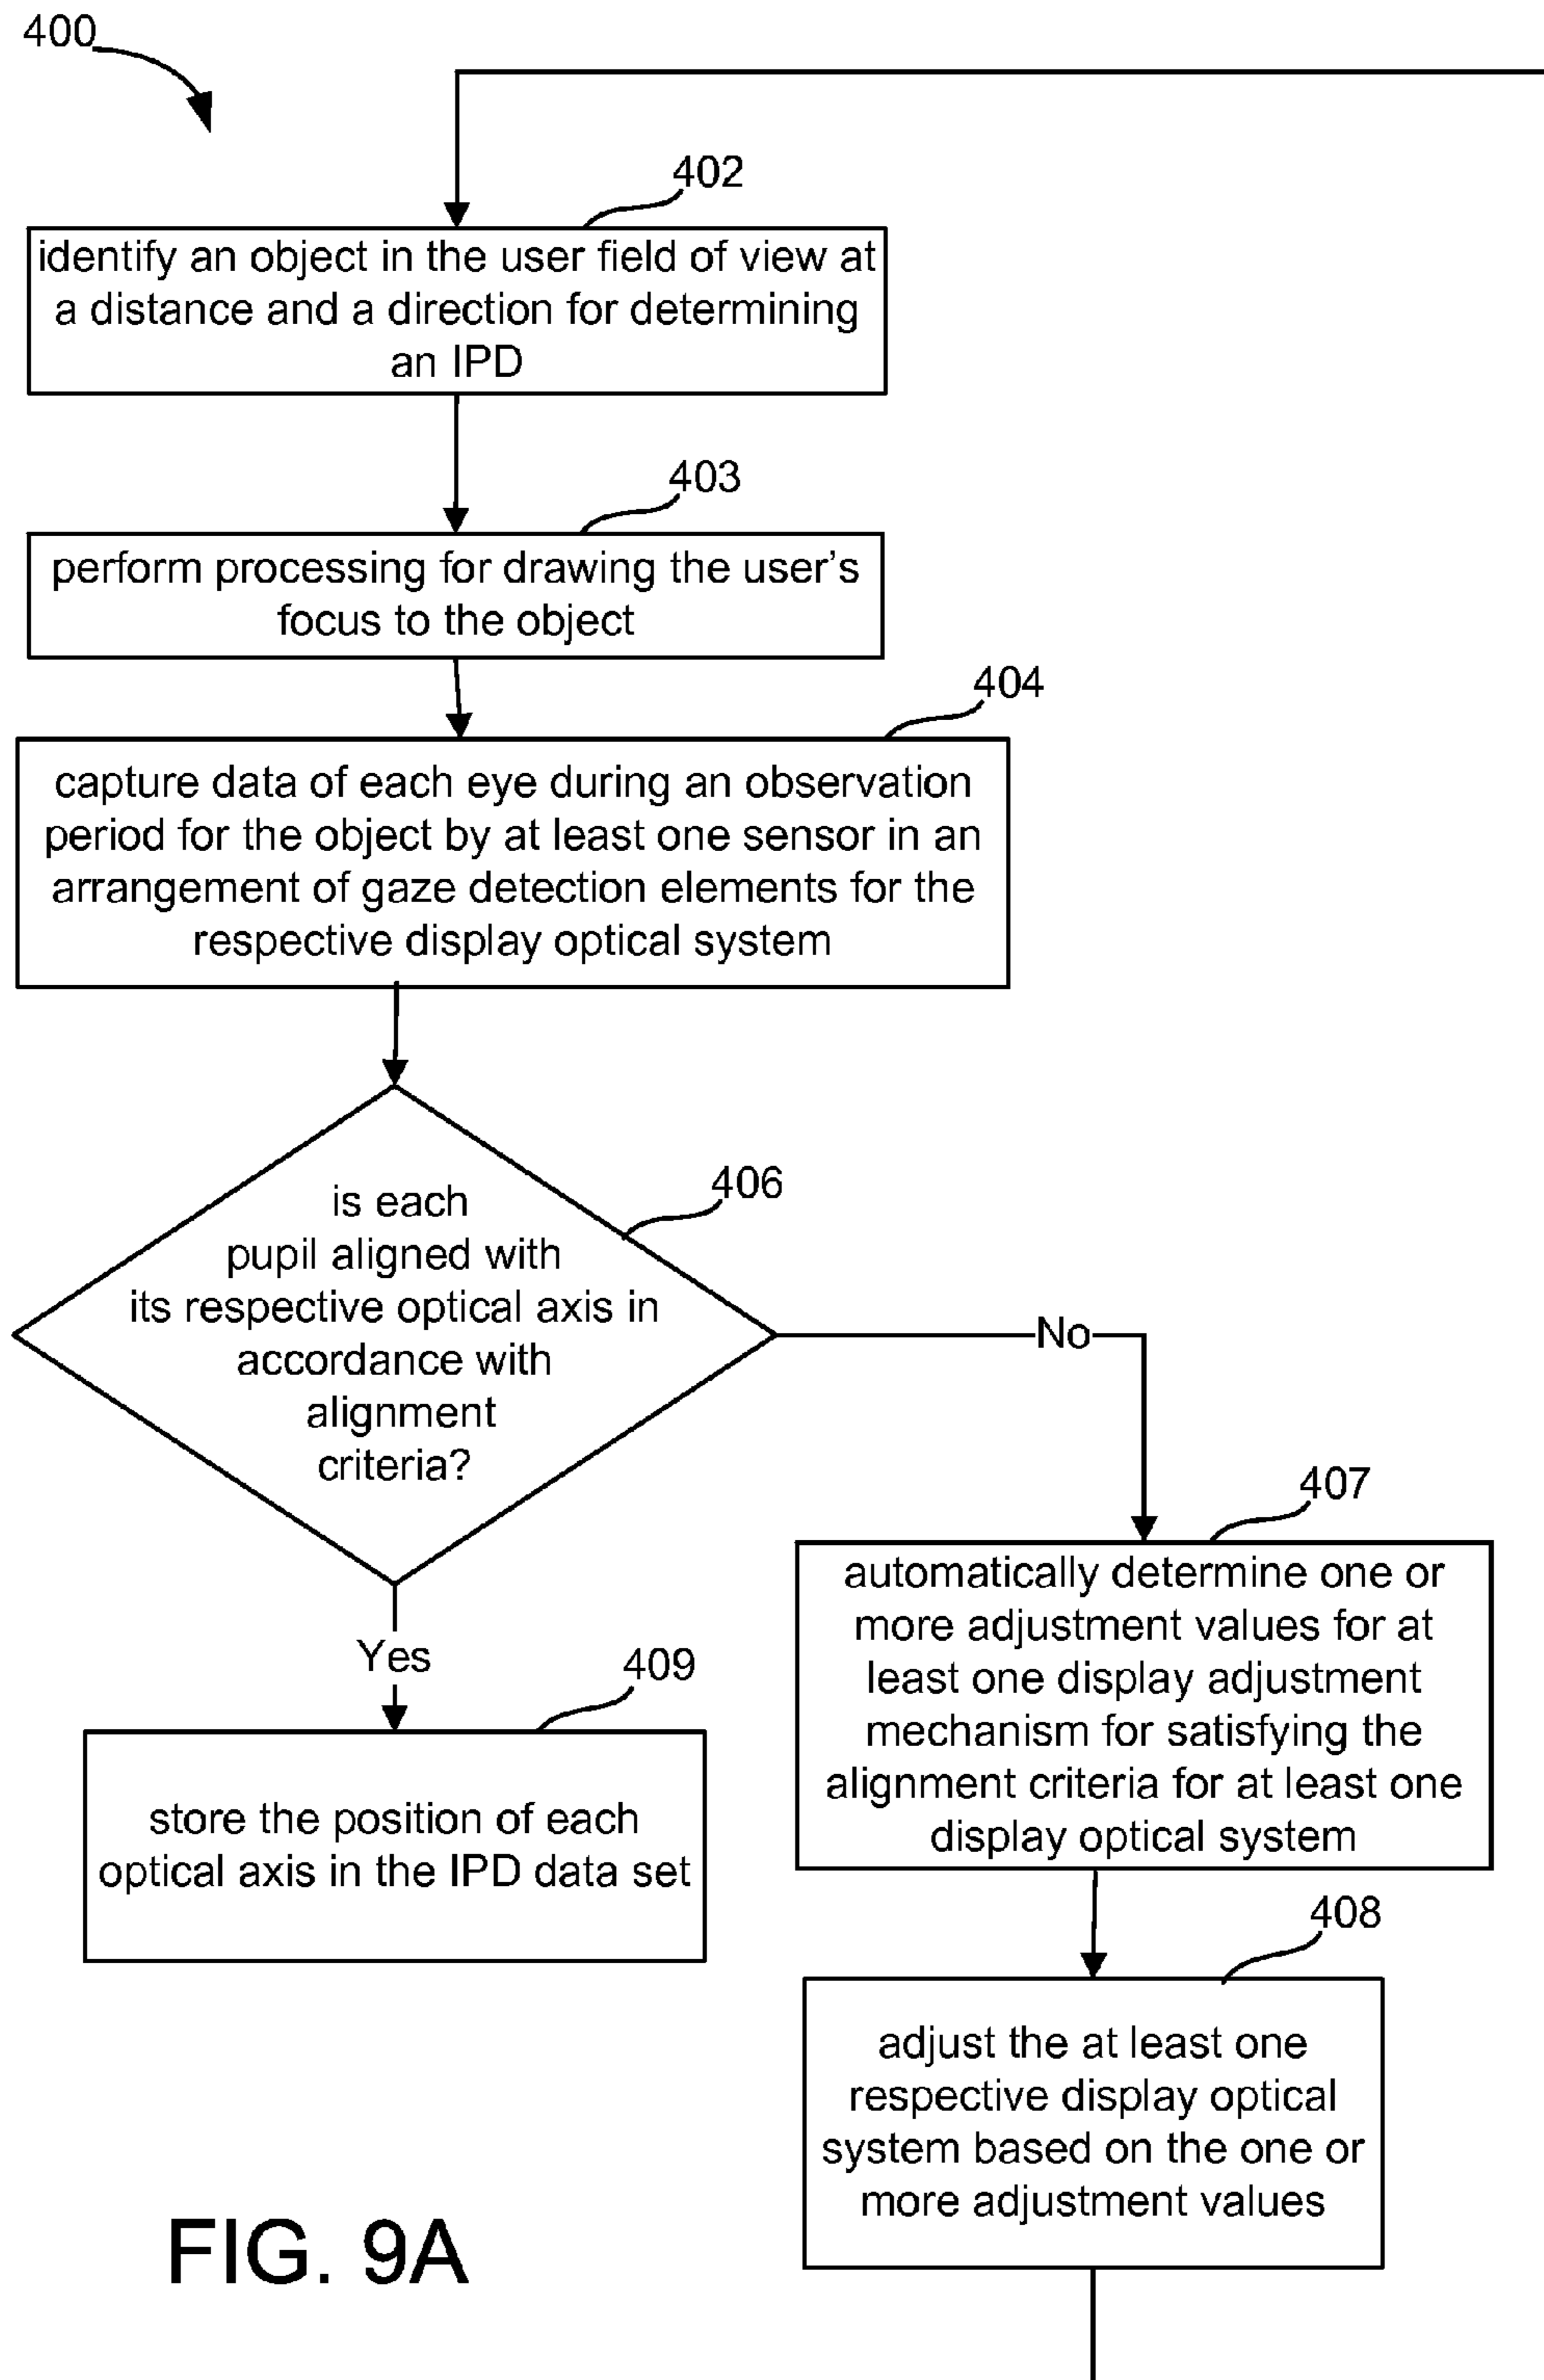 400
402
identify an object in the user field of view at
a distance and a direction for determining
an IPD
403
perform processing for drawing the user's
focus to the object
404
capture data of each eye during an observation
period for the object by at least one sensor in an
arrangement of gaze detection elements for the
respective display optical system
406
is each
pupil aligned with
its respective optical axis in
accordance with
alignment
criteria?
No
Yes
407
automatically determine one or
more adjustment values for at
least one display adjustment
mechanism for satisfying the
alignment criteria for at least one
display optical system
409
store the position of each
optical axis in the IPD data set
408
adjust the at least one
respective display optical
system based on the one or
more adjustment values
FIG. 9A